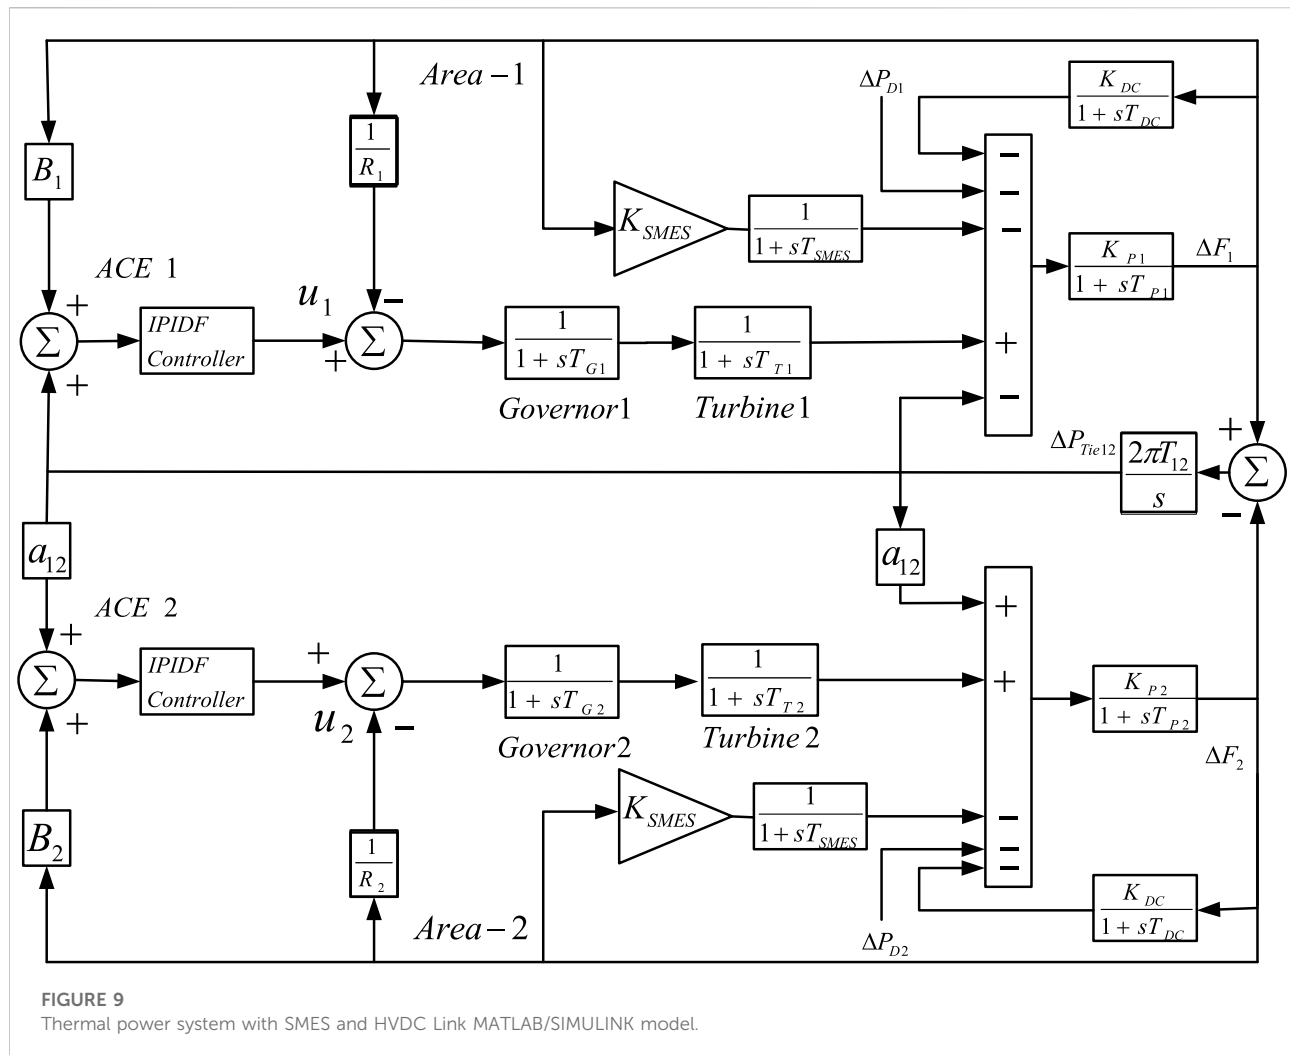 Area-1
ΔP_D1
K_DC
1 + sT_DC
B_1
1
R_1
K_SMES
1
1+ sT_SMES
K_P1
1 + sT_P1
ΔF_1
ACE 1
+
u_1
−
−
−
−
+
−
Σ
IPIDF
Controller
+
Σ
1
1 + sT_G1
1
1 + sT_T1
+
Governor1
Turbine1
ΔP_Tie12
2πT_12
s
+
Σ
−
a_12
a_12
ACE 2
+
Σ
+
IPIDF
Controller
+
Σ
u_2
−
1
1 + sT_G2
1
1 + sT_T2
+
+
−
−
−
K_P2
1 + sT_P2
Governor2
Turbine2
ΔF_2
B_2
1
R_2
K_SMES
1
1+ sT_SMES
K_DC
1 + sT_DC
Area-2
ΔP_D2
FIGURE 9
Thermal power system with SMES and HVDC Link MATLAB/SIMULINK model.